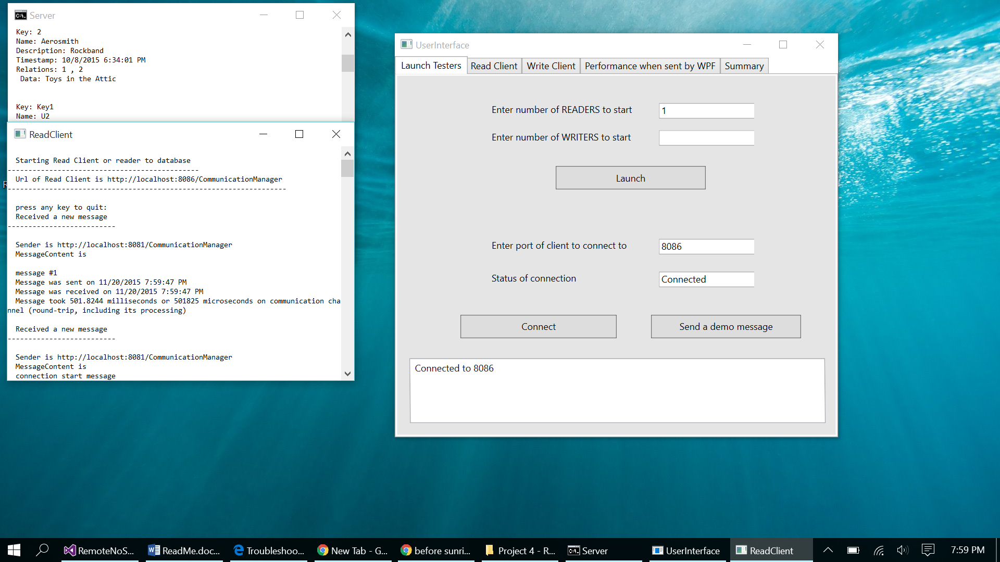 Server
Key: 2
Name: Aerosmith
Description: Rockband
Timestamp: 10/8/2015 6:34:01 PM
Relations: 1 , 2
Data: Toys in the Attic
Key: Key1
Name: U2
ReadClient
Starting Read Client or reader to database
----------------------------------------------
Url of Read Client is http://localhost:8086/CommunicationManager
-------------------------------------------------------------------
press any key to quit:
Received a new message
--------------------------
Sender is http://localhost:8081/CommunicationManager
MessageContent is
message #1
Message was sent on 11/20/2015 7:59:47 PM
Message was received on 11/20/2015 7:59:47 PM
Message took 501.8244 milliseconds or 501825 microseconds on communication cha
nnel (round-trip, including its processing)
Received a new message
--------------------------
Sender is http://localhost:8081/CommunicationManager
MessageContent is
connection start message
UserInterface
Launch Testers Read Client Write Client Performance when sent by WPF Summary
Enter number of READERS to start 1
Enter number of WRITERS to start
Launch
Enter port of client to connect to 8086
Status of connection Connected
Connect Send a demo message
Connected to 8086
RemoteNoS... ReadMe.doc... Troubleshoo... New Tab - G... before sunri... Project 4 - R... Server UserInterface ReadClient 7:59 PM